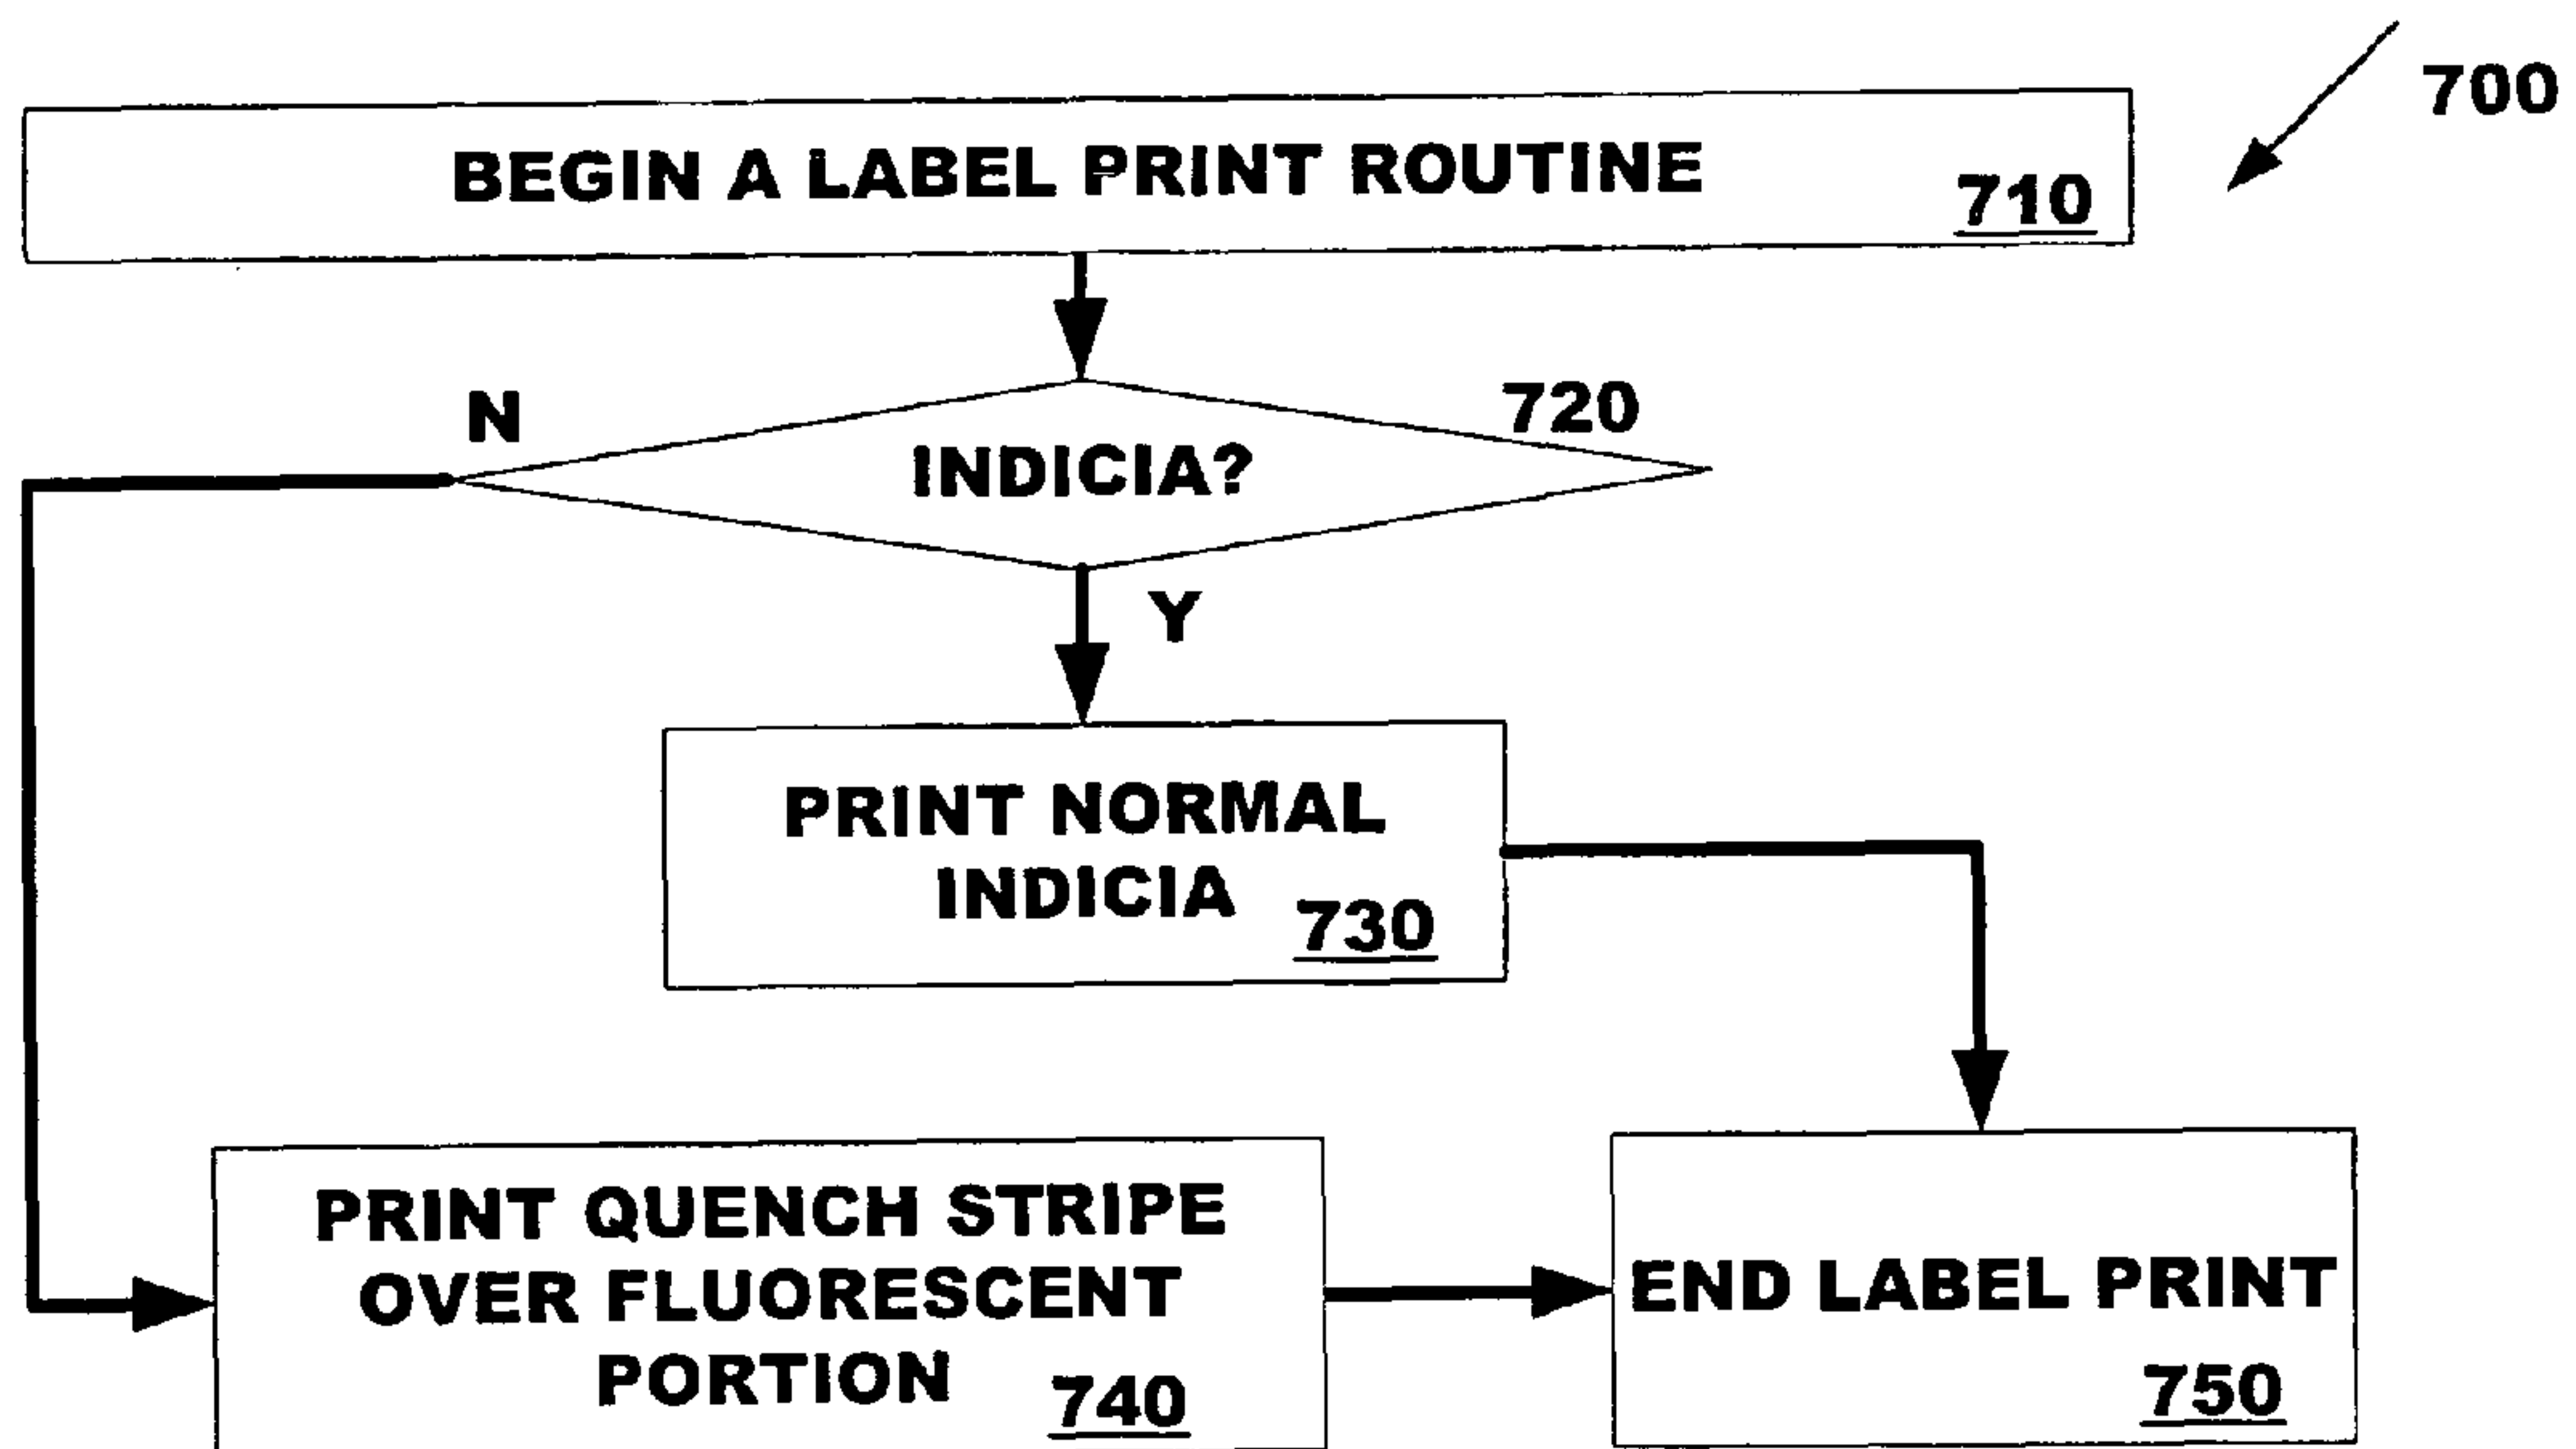 700
BEGIN A LABEL PRINT ROUTINE
710
N
720
INDICIA?
Y
PRINT NORMAL
INDICIA
730
PRINT QUENCH STRIPE
OVER FLUORESCENT
PORTION
740
END LABEL PRINT
750